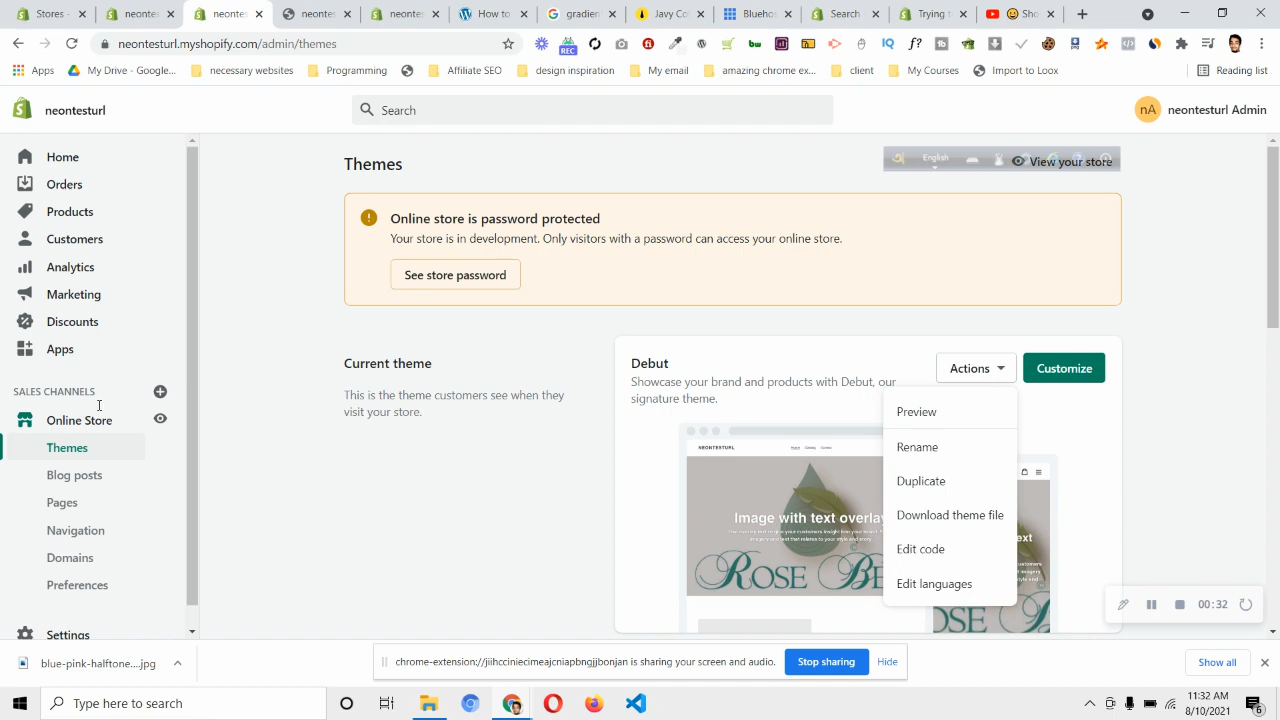 Stores
neontes
neontes
neontes
neontes
How to
gradien
Javy Co
Bluehos
Search
Trying t
Sho
neontesturl.myshopify.com/admin/themes
REC
Apps
My Drive - Google...
necessary websites
Programming
Affiliate SEO
design inspiration
My email
amazing chrome ex...
client
My Courses
Import to Loox
Reading list
neontesturl
Search
nA
neontesturl Admin
Home
Orders
Products
Customers
Analytics
Marketing
Discounts
Apps
SALES CHANNELS
Online Store
Themes
Blog posts
Pages
Navigation
Domains
Preferences
Settings
Themes
English
View your store
Online store is password protected
Your store is in development. Only visitors with a password can access your online store.
See store password
Current theme
This is the theme customers see when they
visit your store.
Debut
Showcase your brand and products with Debut, our
signature theme.
Actions
Customize
Preview
Rename
Duplicate
Download theme file
Edit code
Edit languages
NEONTESTURL
Home
Catalog
Contact
Image with text overlay
ROSE BE
00:32
blue-pink-halftone....jpg
chrome-extension://jiihcciniecimeajcniapbngjjbonjan is sharing your screen and audio.
Stop sharing
Hide
Show all
Type here to search
11:32 AM
8/10/2021
6